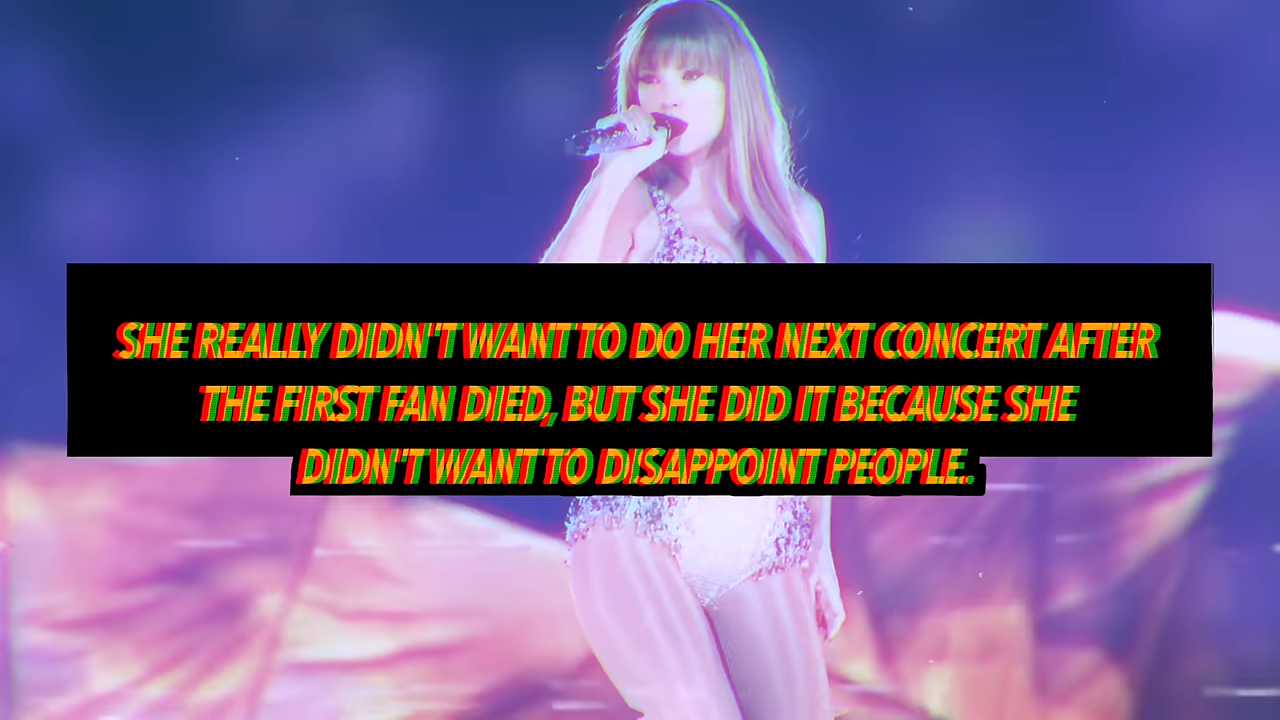 SHE REALLY DIDN'T WANT TO DO HER NEXT CONCERT AFTER
THE FIRST FAN DIED, BUT SHE DID IT BECAUSE SHE
DIDN'T WANT TO DISAPPOINT PEOPLE.